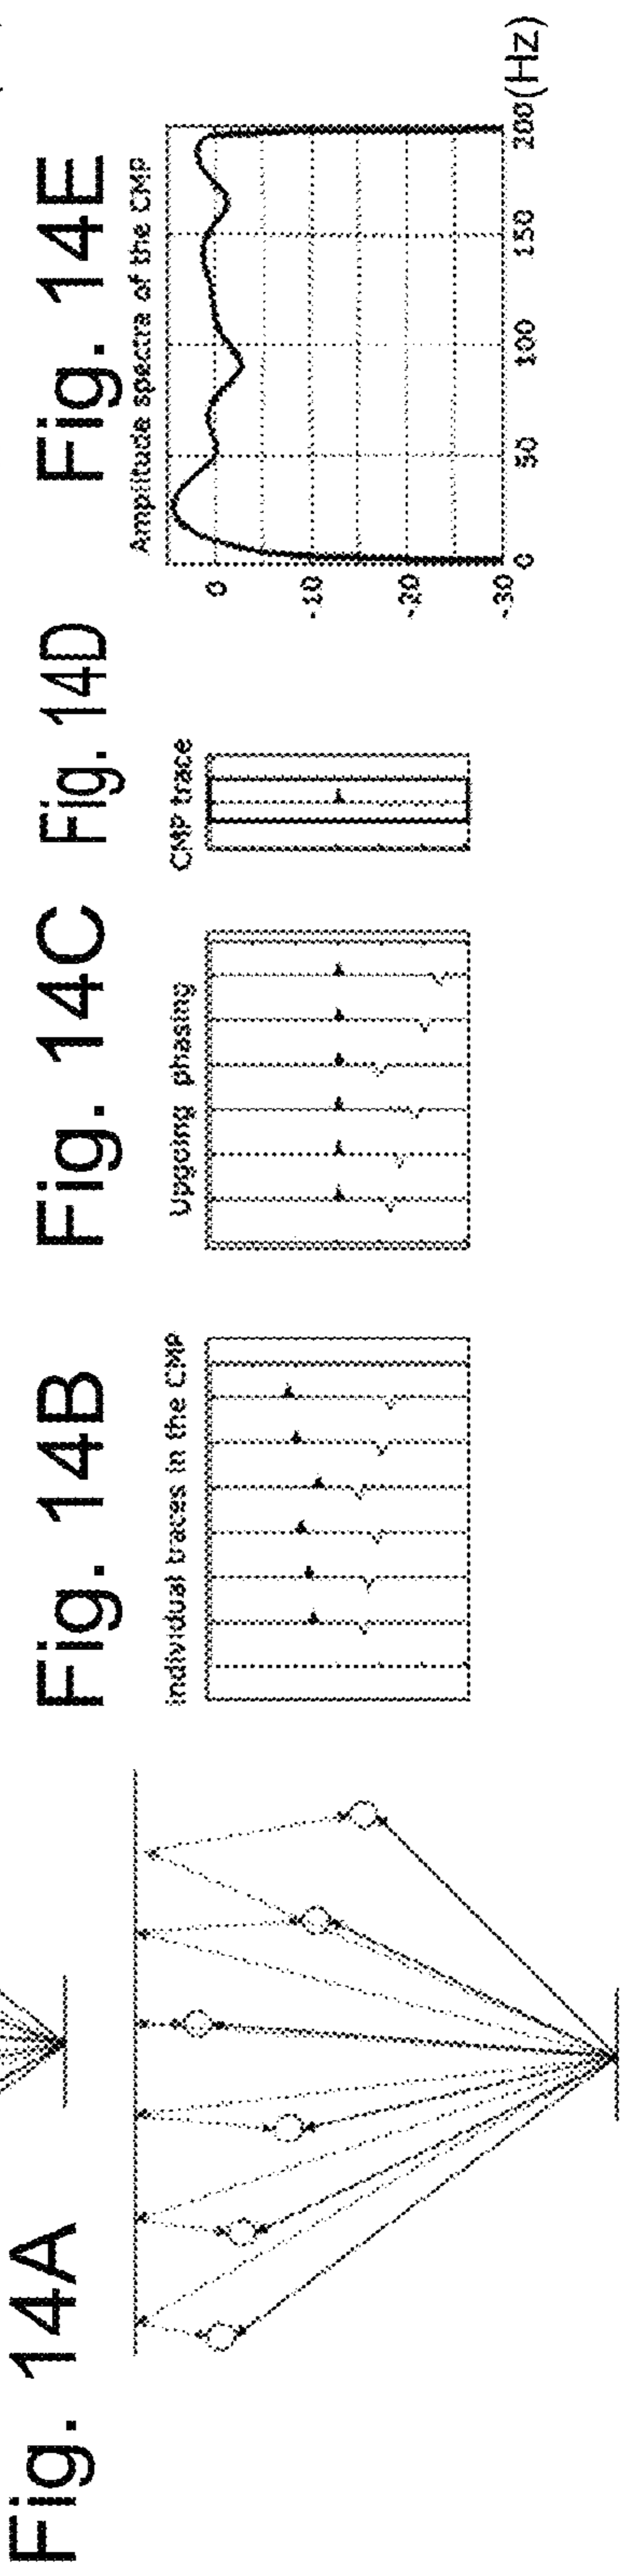 Fig. 14A
Fig. 14B
individual traces in the CMP
Fig. 14C
Upgoing phasing
Fig. 14D
CMP trace
Fig. 14E
Amplitude spectra of the CMP
0
-10
-20
-30
0
50
100
150
200 (Hz)